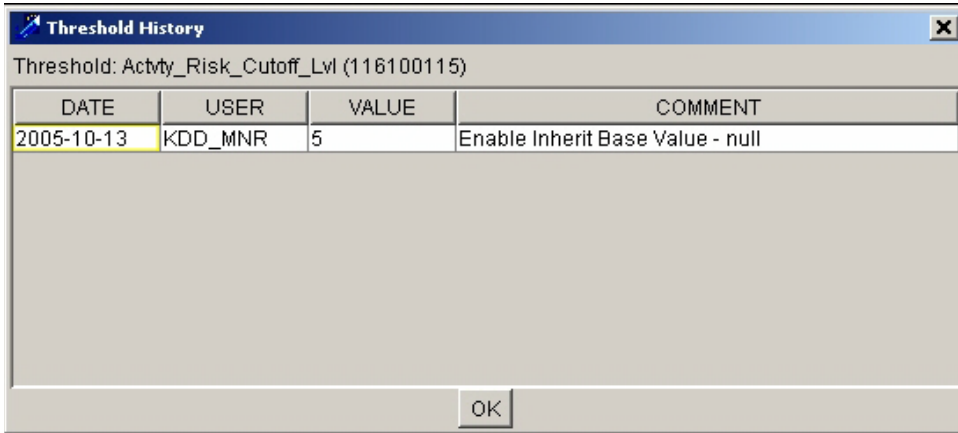 Threshold History
Threshold: Actvty_Risk_Cutoff_Lvl (116100115)
DATE USER VALUE COMMENT
2005-10-13 KDD_MNR 5 Enable Inherit Base Value - null
OK